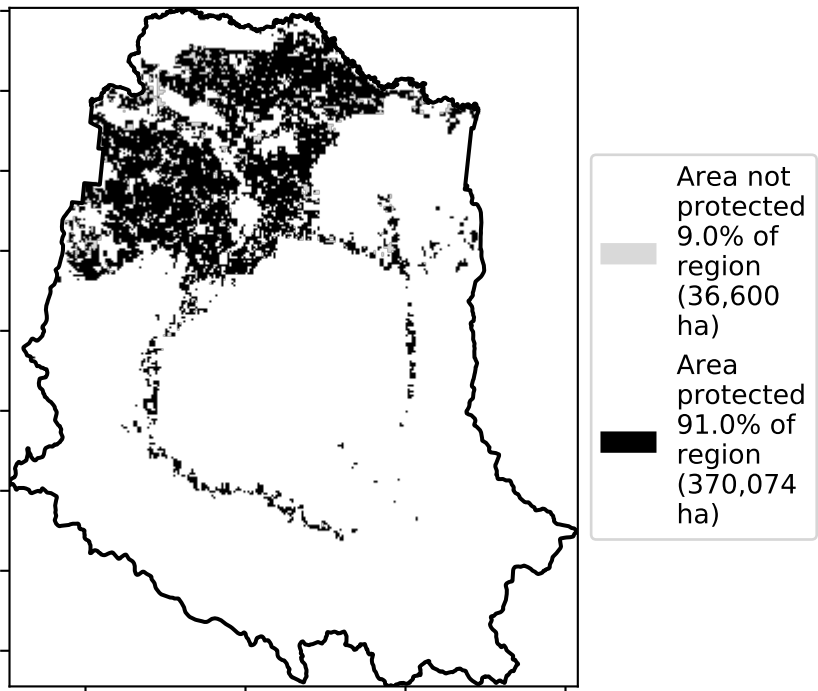 Area not
protected
9.0% of
region
(36,600
ha)
Area
protected
91.0% of
region
(370,074
ha)